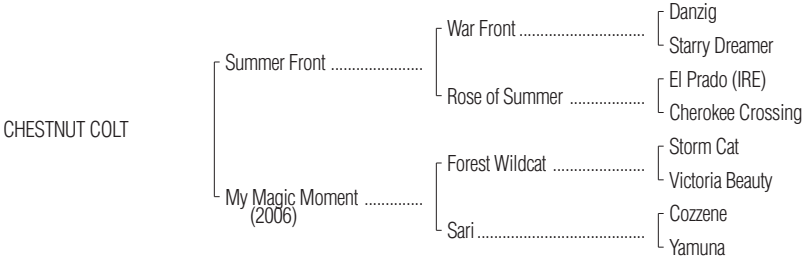 Danzig
War Front ................................
Starry Dreamer
Summer Front .......................
El Prado (IRE)
Rose of Summer ...................
Cherokee Crossing
CHESTNUT COLT
Storm Cat
Forest Wildcat .......................
Victoria Beauty
My Magic Moment ..............
(2006)
Cozzene
Sari ..........................................
Yamuna